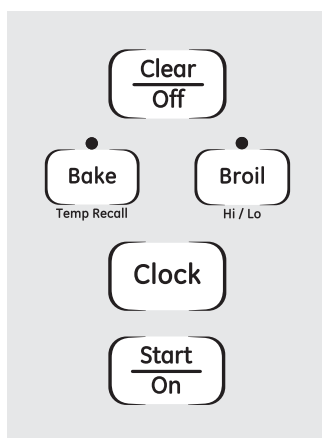 Clear
Off
Bake Broil
Temp Recall Hi / Lo
Clock
Start
On